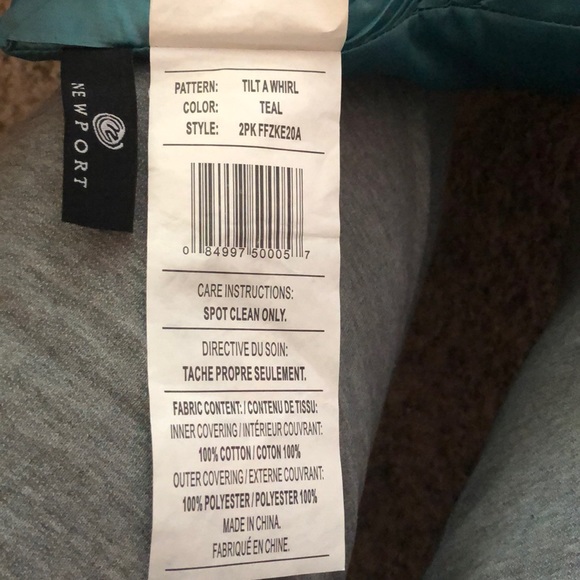 NEWPORT
PATTERN: TILT A WHIRL
COLOR: TEAL
STYLE: 2PK FFZKE20A
0 84997 50005 7
CARE INSTRUCTIONS:
SPOT CLEAN ONLY.
DIRECTIVE DU SOIN:
TACHE PROPRE SEULEMENT.
FABRIC CONTENT: / CONTENU DE TISSU:
INNER COVERING / INTÉRIEUR COUVRANT:
100% COTTON / COTON 100%
OUTER COVERING / EXTERNE COUVRANT:
100% POLYESTER / POLYESTER 100%
MADE IN CHINA.
FABRIQUÉ EN CHINE.